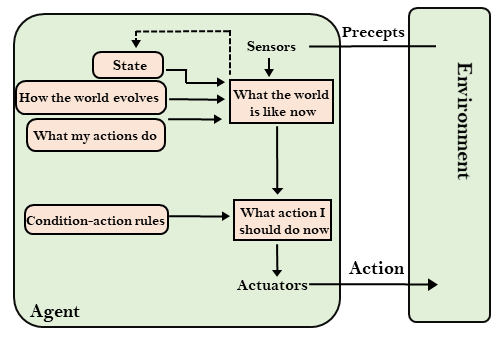 Precepts
Sensors
State
How the world evolves
What the world
is like now
What my actions do
Environment
Condition-action rules
What action I
should do now
Action
Actuators
Agent